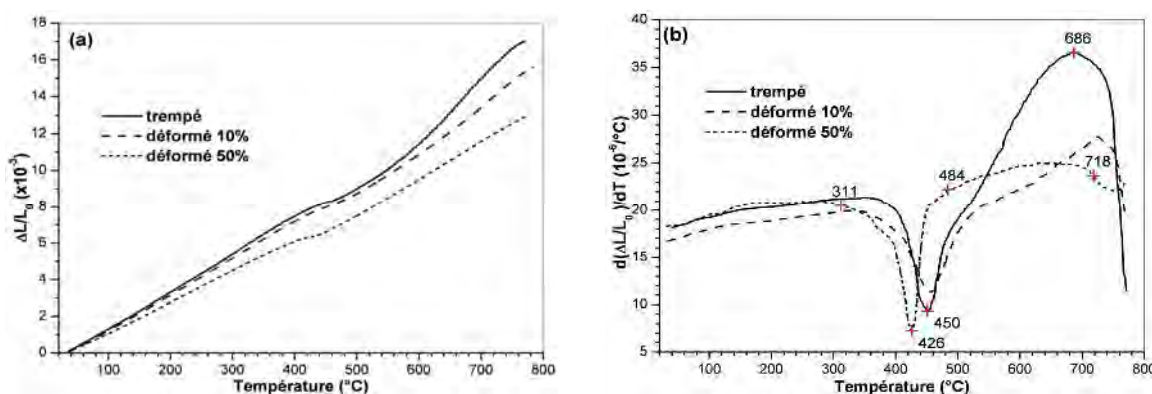 (a)
18
16
14
12
10
8
6
4
2
0
ΔL/L0 (x10-3)
trempé
déformé 10%
déformé 50%
100 200 300 400 500 600 700 800
Température (°C)
(b)
40
35
30
25
20
15
10
5
d(ΔL/L0)/dT (10-6/°C)
686
trempé
déformé 10%
déformé 50%
311
484
718
450
426
100 200 300 400 500 600 700 800
Température (°C)